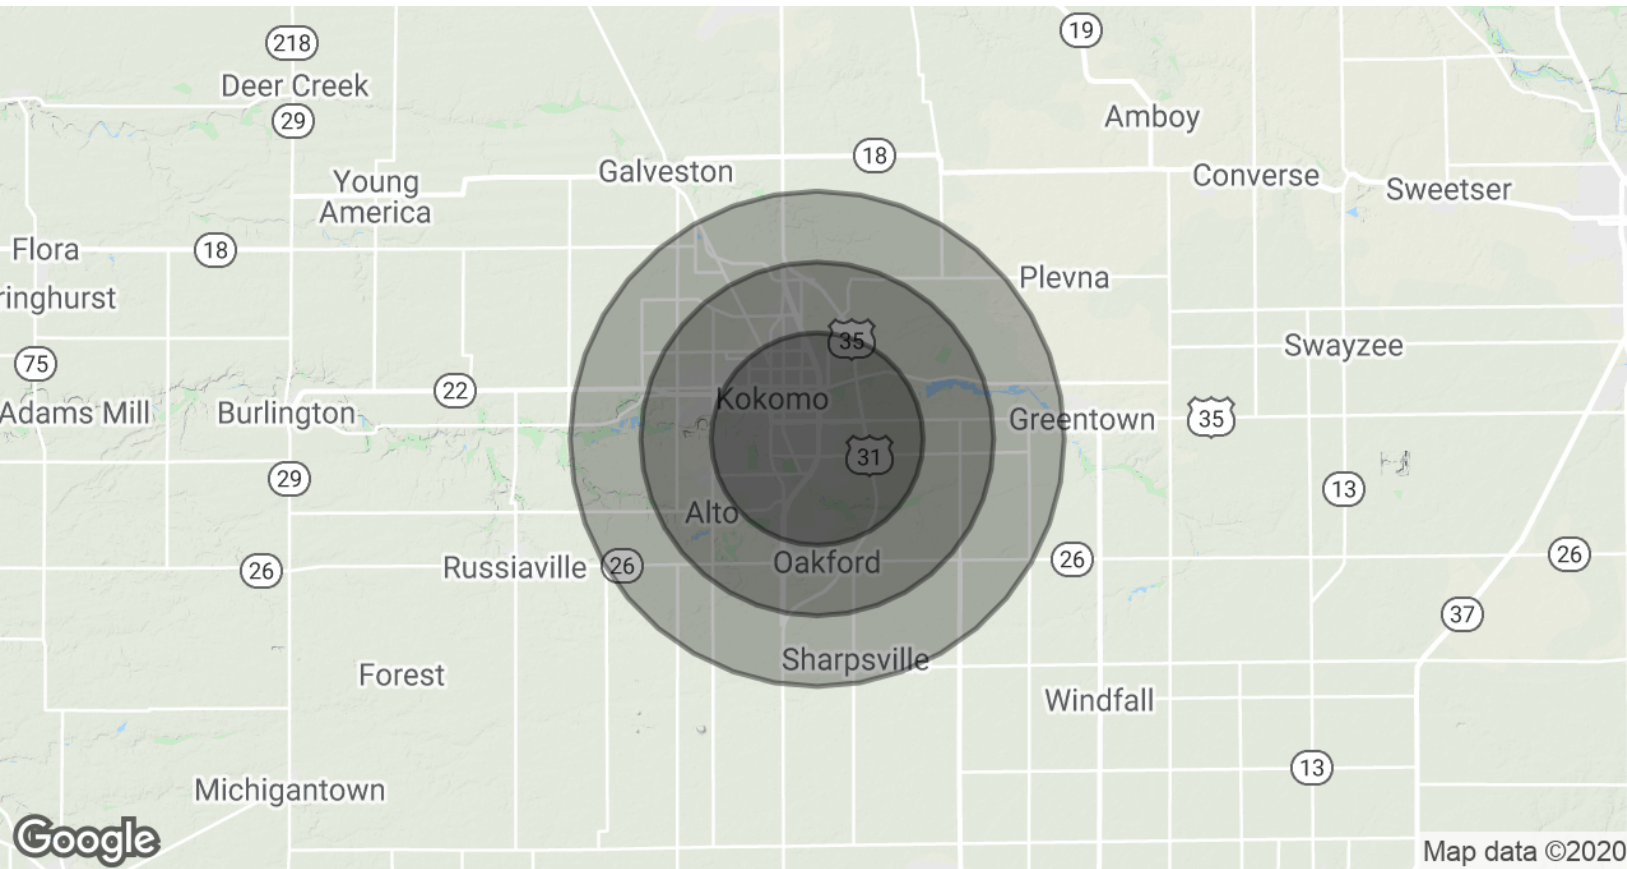 218
19
Deer Creek
29
Amboy
18
Galveston
Converse
Young
America
Sweetser
Flora
18
Plevna
ringhurst
35
Swayzee
75
22
Kokomo
Adams Mill
Burlington
Greentown
35
31
29
13
Alto
26
Russiaville
26
Oakford
26
26
37
Sharpsville
Forest
Windfall
13
Michigantown
Google
Map data ©2020